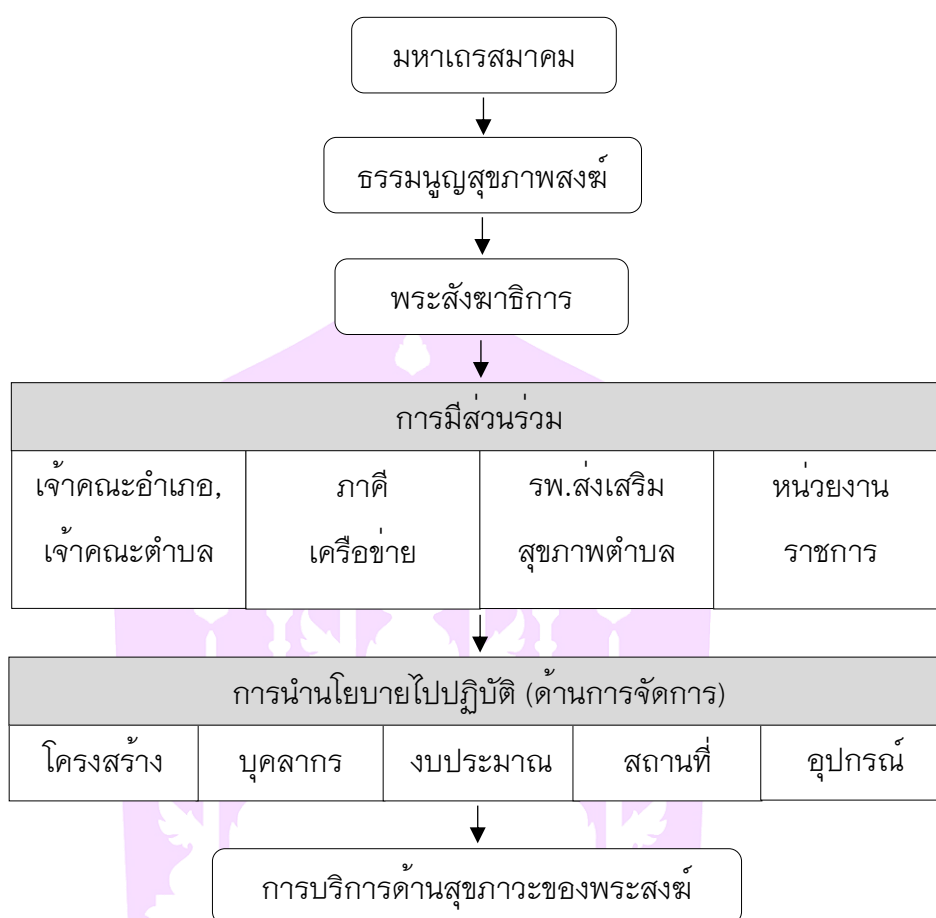 มหาเถรสมาคม
ธรรมนูญสุขภาพสงฆ์
พระสังฆาธิการ
การมีส่วนร่วม
เจ้าคณะอำเภอ,
เจ้าคณะตำบล
ภาคี
เครือข่าย
รพ.ส่งเสริม
สุขภาพตำบล
หน่วยงาน
ราชการ
การนำนโยบายไปปฏิบัติ (ด้านการจัดการ)
โครงสร้าง
บุคลากร
งบประมาณ
สถานที่
อุปกรณ์
การบริการด้านสุขภาวะของพระสงฆ์